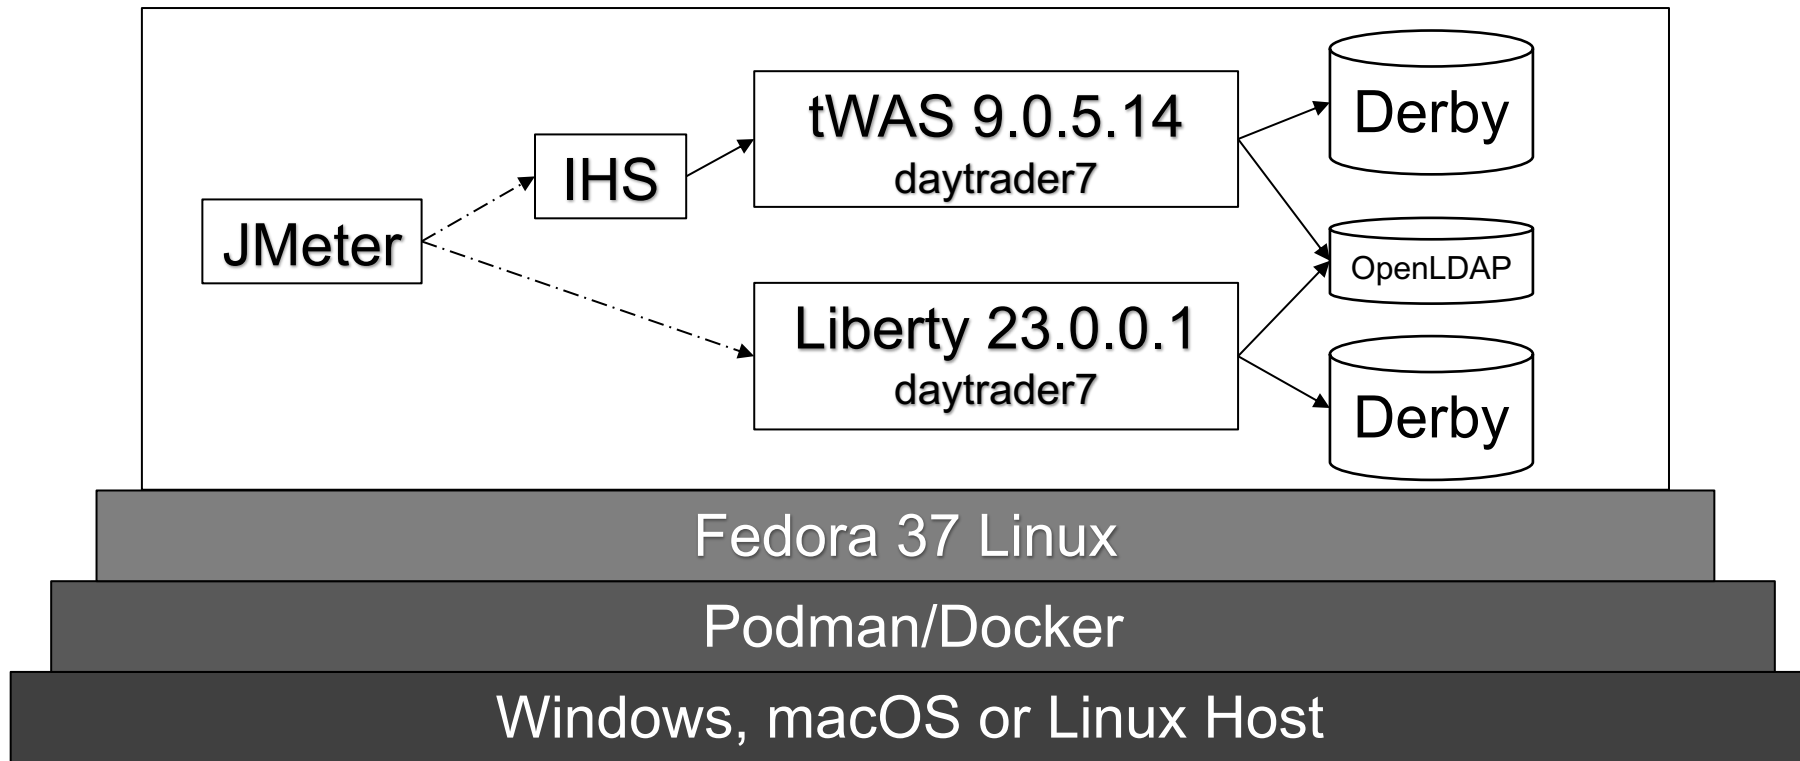 JMeter
IHS
tWAS 9.0.5.14
daytrader7
Liberty 23.0.0.1
daytrader7
Derby
OpenLDAP
Derby
Fedora 37 Linux
Podman/Docker
Windows, macOS or Linux Host